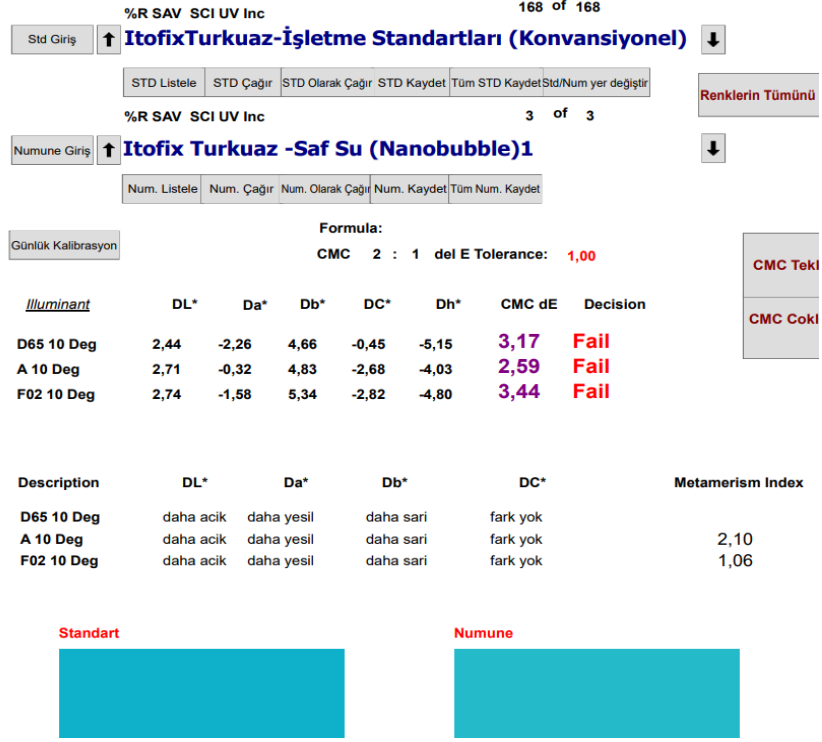 %R SAV SCI UV Inc 168 of 168
Std Giriş ItofixTurkuaz-İşletme Standartları (Konvansiyonel)
STD Listele STD Çağır STD Olarak Çağır STD Kaydet Tüm STD Kaydet Std/Num yer değiştir
Renklerin Tümünü
%R SAV SCI UV Inc 3 of 3
Numune Giriş Itofix Turkuaz -Saf Su (Nanobubble)1
Num. Listele Num. Çağır Num. Olarak Çağır Num. Kaydet Tüm Num. Kaydet
Günlük Kalibrasyon
Formula:
CMC 2 : 1 del E Tolerance: 1,00
CMC Tekl
CMC Cokl
Illuminant DL* Da* Db* DC* Dh* CMC dE Decision
D65 10 Deg 2,44 -2,26 4,66 -0,45 -5,15 3,17 Fail
A 10 Deg 2,71 -0,32 4,83 -2,68 -4,03 2,59 Fail
F02 10 Deg 2,74 -1,58 5,34 -2,82 -4,80 3,44 Fail
Description DL* Da* Db* DC* Metamerism Index
D65 10 Deg daha acik daha yesil daha sari fark yok
A 10 Deg daha acik daha yesil daha sari fark yok 2,10
F02 10 Deg daha acik daha yesil daha sari fark yok 1,06
Standart Numune